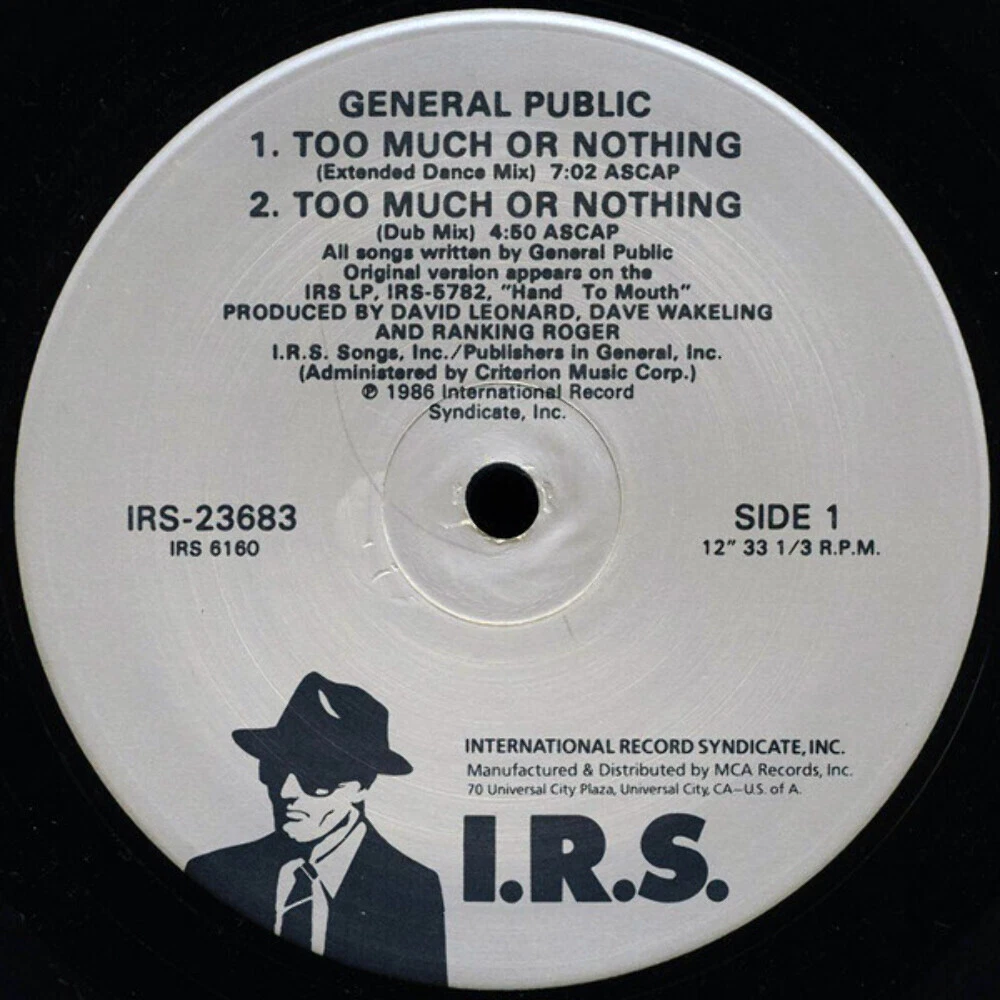 GENERAL PUBLIC
1. TOO MUCH OR NOTHING
(Extended Dance Mix) 7:02 ASCAP
2. TOO MUCH OR NOTHING
(Dub Mix) 4:50 ASCAP
All songs written by General Public
Original version appears on the
IRS LP, IRS-5782, "Hand To Mouth"
PRODUCED BY DAVID LEONARD, DAVE WAKELING
AND RANKING ROGER
I.R.S. Songs, Inc./Publishers in General, Inc.
(Administered by Criterion Music Corp.)
℗ 1986 International Record
Syndicate, Inc.
IRS-23683
IRS 6160
SIDE 1
12" 33 1/3 R.P.M.
INTERNATIONAL RECORD SYNDICATE, INC.
Manufactured & Distributed by MCA Records, Inc.
70 Universal City Plaza, Universal City, CA–U.S. of A.
I.R.S.